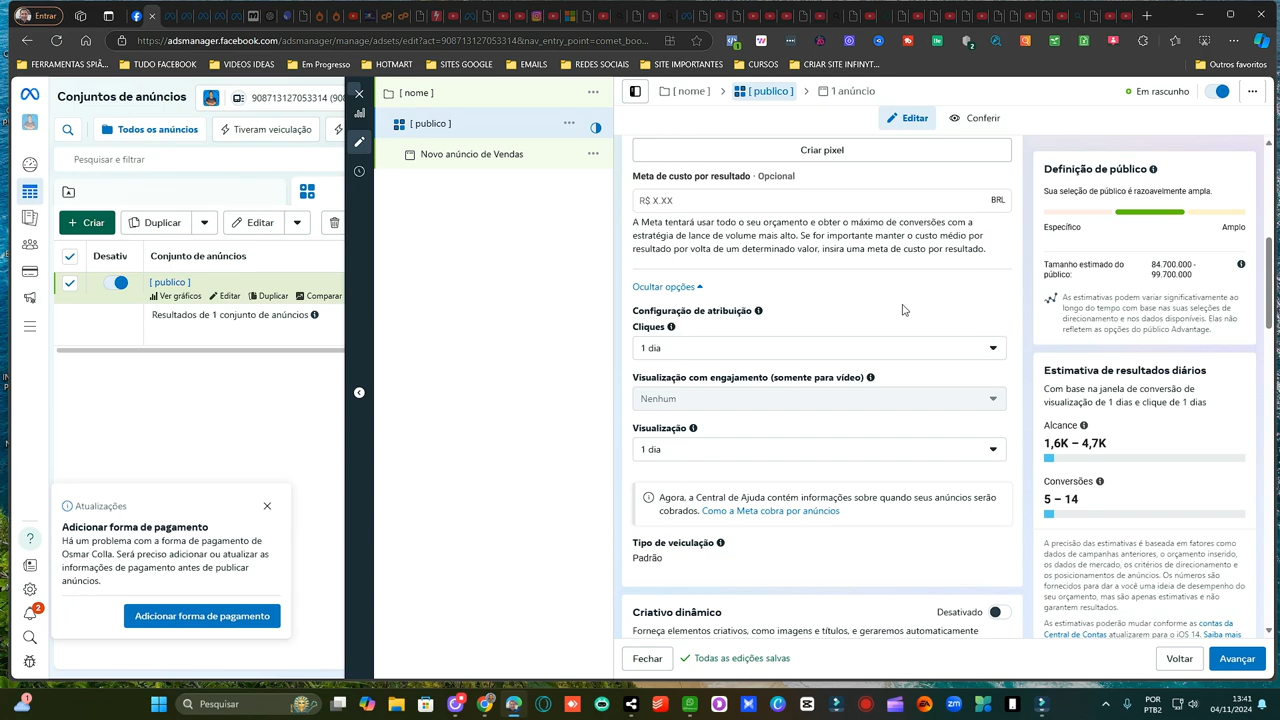 Entrar
https://adsmanager.facebook.com/adsmanager/manage/assets/edit?act=908713127053314&nav_entry_point=comet_boo...
FERRAMENTAS SPIÃ...
TUDO FACEBOOK
VIDEOS IDEAS
Em Progresso
HOTMART
SITES GOOGLE
EMAILS
REDES SOCIAIS
SITE IMPORTANTES
CURSOS
CRIAR SITE INFINYT...
Outros favoritos
Conjuntos de anúncios
908713127053314 (90
Todos os anúncios
Tiveram veiculação
Pesquisar e filtrar
+ Criar
Duplicar
Editar
Desativ
Conjunto de anúncios
[ publico ]
Ver gráficos
Editar
Duplicar
Comparar
Resultados de 1 conjunto de anúncios
Atualizações
Adicionar forma de pagamento
Há um problema com a forma de pagamento de
Osmar Colla. Será preciso adicionar ou atualizar as
informações de pagamento antes de publicar
anúncios.
Adicionar forma de pagamento
2
[ nome ]
...
[ publico ]
...
Novo anúncio de Vendas
...
[ nome ]
[ publico ]
1 anúncio
Em rascunho
...
Editar
Conferir
Criar pixel
Meta de custo por resultado · Opcional
R$ X.XX
BRL
A Meta tentará usar todo o seu orçamento e obter o máximo de conversões com a
estratégia de lance de volume mais alto. Se for importante manter o custo médio por
resultado por volta de um determinado valor, insira uma meta de custo por resultado.
Ocultar opções
Configuração de atribuição
Cliques
1 dia
Visualização com engajamento (somente para vídeo)
Nenhum
Visualização
1 dia
Agora, a Central de Ajuda contém informações sobre quando seus anúncios serão
cobrados. Como a Meta cobra por anúncios
Tipo de veiculação
Padrão
Criativo dinâmico
Desativado
Forneça elementos criativos, como imagens e títulos, e geraremos automaticamente
Fechar
Todas as edições salvas
Voltar
Avançar
Definição de público
Sua seleção de público é razoavelmente ampla.
Específico
Amplo
Tamanho estimado do
público:
84.700.000 -
99.700.000
As estimativas podem variar significativamente ao
longo do tempo com base nas suas seleções de
direcionamento e nos dados disponíveis. Elas não
refletem as opções do público Advantage.
Estimativa de resultados diários
Com base na janela de conversão de
visualização de 1 dias e clique de 1 dias
Alcance
1,6K – 4,7K
Conversões
5 – 14
A precisão das estimativas é baseada em fatores como
dados de campanhas anteriores, o orçamento inserido,
os dados de mercado, os critérios de direcionamento e
os posicionamentos de anúncios. Os números são
fornecidos para dar a você uma ideia de desempenho do
seu orçamento, mas são apenas estimativas e não
garantem resultados.
As estimativas poderão mudar conforme as contas da
Central de Contas atualizarem para o iOS 14. Saiba mais
Pesquisar
POR
PTB2
13:41
04/11/2024